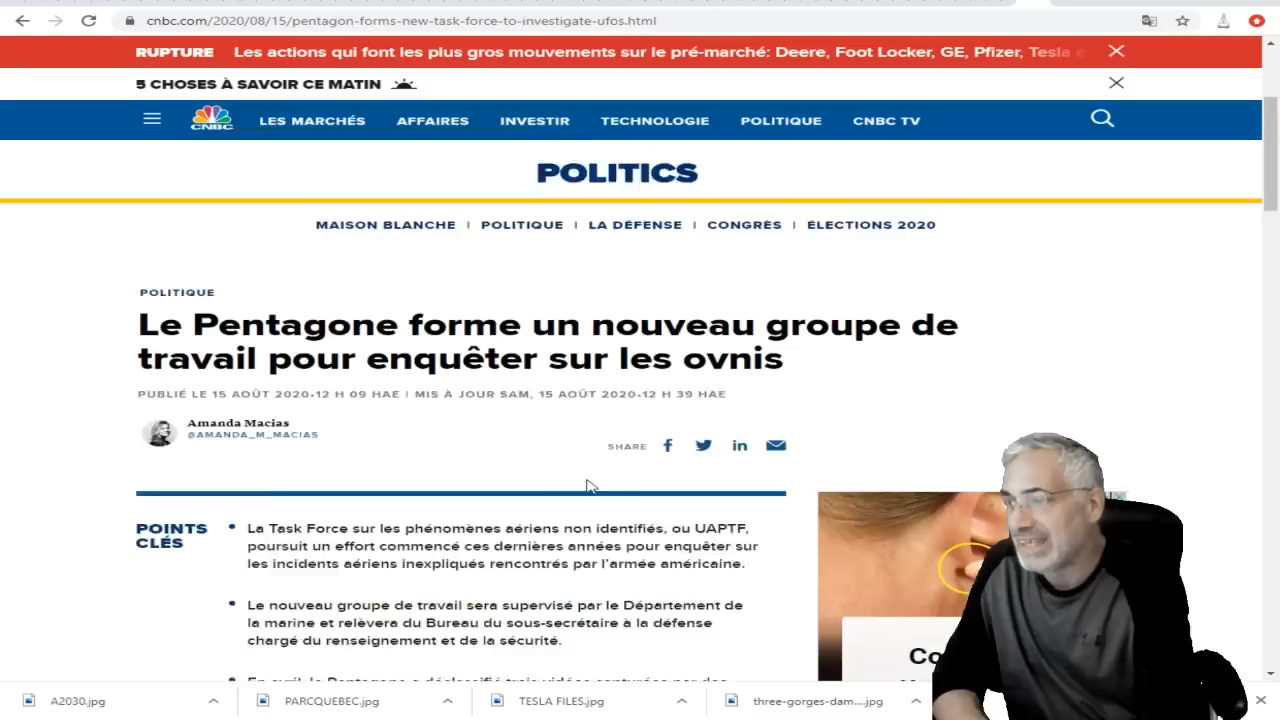 cnbc.com/2020/08/15/pentagon-forms-new-task-force-to-investigate-ufos.html
RUPTURE Les actions qui font les plus gros mouvements sur le pré-marché: Deere, Foot Locker, GE, Pfizer, Tesla
5 CHOSES À SAVOIR CE MATIN
CNBC LES MARCHÉS AFFAIRES INVESTIR TECHNOLOGIE POLITIQUE CNBC TV
POLITICS
MAISON BLANCHE | POLITIQUE | LA DÉFENSE | CONGRÈS | ÉLECTIONS 2020
POLITIQUE
Le Pentagone forme un nouveau groupe de
travail pour enquêter sur les ovnis
PUBLIÉ LE 15 AOÛT 2020•12 H 09 HAE | MIS À JOUR SAM, 15 AOÛT 2020•12 H 39 HAE
Amanda Macias
@AMANDA_M_MACIAS
SHARE
POINTS
CLÉS
La Task Force sur les phénomènes aériens non identifiés, ou UAPTF,
poursuit un effort commencé ces dernières années pour enquêter sur
les incidents aériens inexpliqués rencontrés par l'armée américaine.
Le nouveau groupe de travail sera supervisé par le Département de
la marine et relèvera du Bureau du sous-secrétaire à la défense
chargé du renseignement et de la sécurité.
Co
A2030.jpg
PARCQUEBEC.jpg
TESLA FILES.jpg
three-gorges-dam....jpg